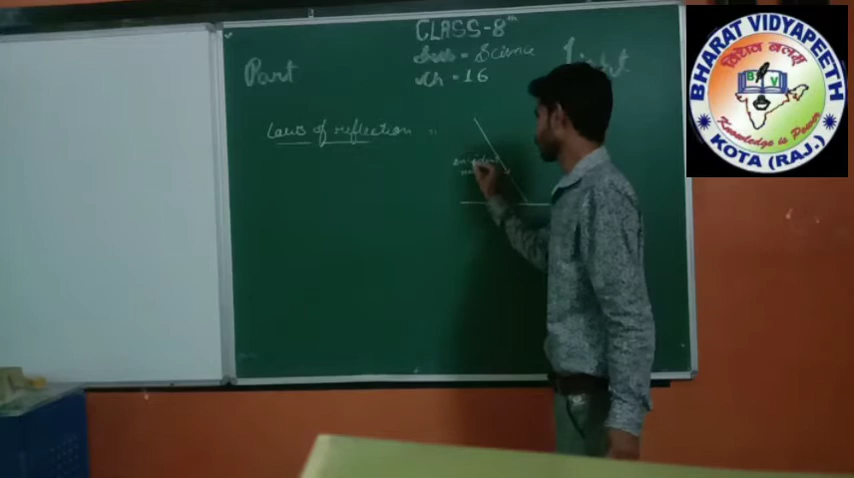 CLASS-8th
Sub = Science
Part
Ch = 16
Light
Laws of reflection =
BHARAT VIDYAPEETH
B V
Knowledge is Power
KOTA (RAJ.)